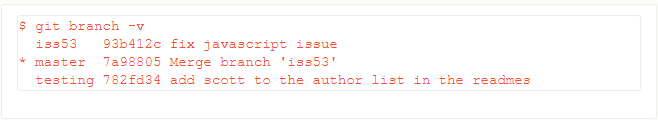 $ git branch -v
  iss53   93b412c fix javascript issue
* master  7a98805 Merge branch 'iss53'
  testing 782fd34 add scott to the author list in the readmes